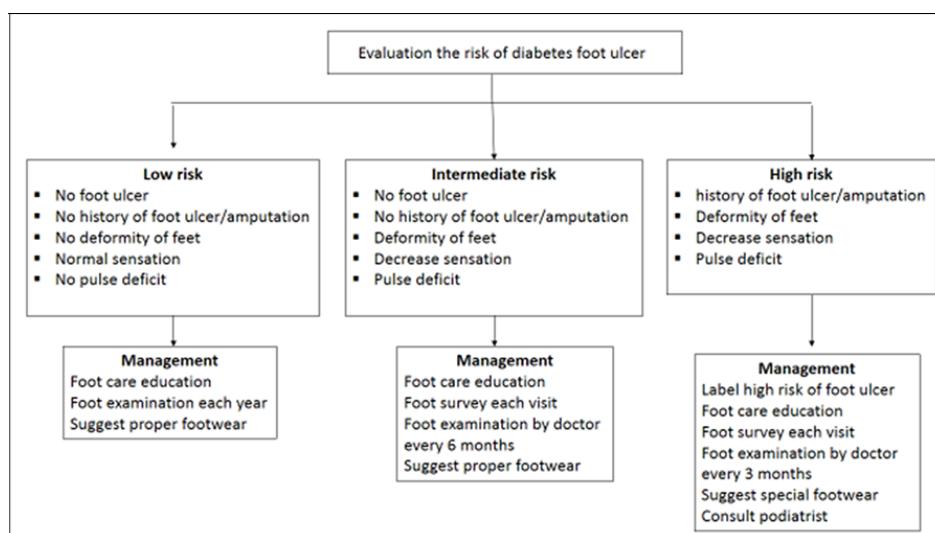 Evaluation the risk of diabetes foot ulcer
Low risk
▪ No foot ulcer
▪ No history of foot ulcer/amputation
▪ No deformity of feet
▪ Normal sensation
▪ No pulse deficit
Intermediate risk
▪ No foot ulcer
▪ No history of foot ulcer/amputation
▪ Deformity of feet
▪ Decrease sensation
▪ Pulse deficit
High risk
▪ history of foot ulcer/amputation
▪ Deformity of feet
▪ Decrease sensation
▪ Pulse deficit
Management
Foot care education
Foot examination each year
Suggest proper footwear
Management
Foot care education
Foot survey each visit
Foot examination by doctor
every 6 months
Suggest proper footwear
Management
Label high risk of foot ulcer
Foot care education
Foot survey each visit
Foot examination by doctor
every 3 months
Suggest special footwear
Consult podiatrist